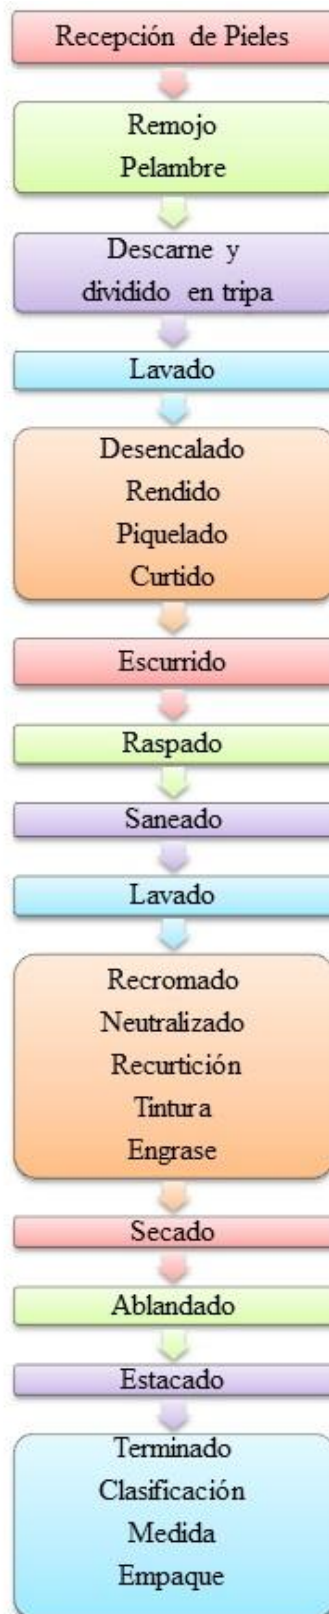 Recepción de Pieles
Remojo
Pelambre
Descarne y
dividido en tripa
Lavado
Desencalado
Rendido
Piquelado
Curtido
Escurrido
Raspado
Saneado
Lavado
Recromado
Neutralizado
Recurtición
Tintura
Engrase
Secado
Ablandado
Estacado
Terminado
Clasificación
Medida
Empaque